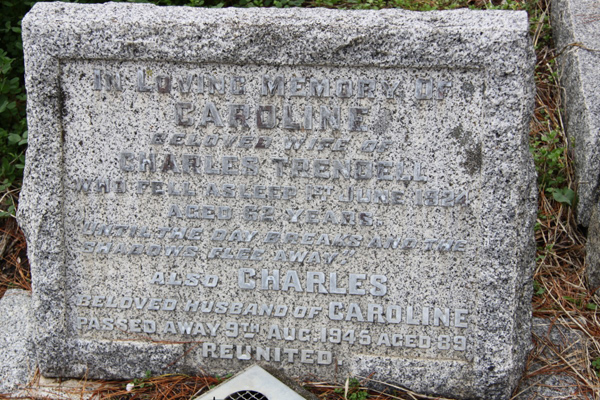 IN LOVING MEMORY OF
CAROLINE
BELOVED WIFE OF
CHARLES TRENDELL
WHO FELL ASLEEP 1ST JUNE 1924
AGED 62 YEARS.
UNTIL THE DAY BREAKS AND THE
SHADOWS FLEE AWAY
ALSO CHARLES
BELOVED HUSBAND OF CAROLINE
PASSED AWAY 9TH AUG. 1945 AGED 89.
REUNITED